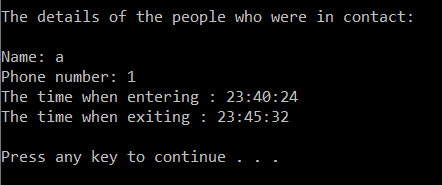 The details of the people who were in contact:
Name: a
Phone number: 1
The time when entering : 23:40:24
The time when exiting : 23:45:32
Press any key to continue . . .